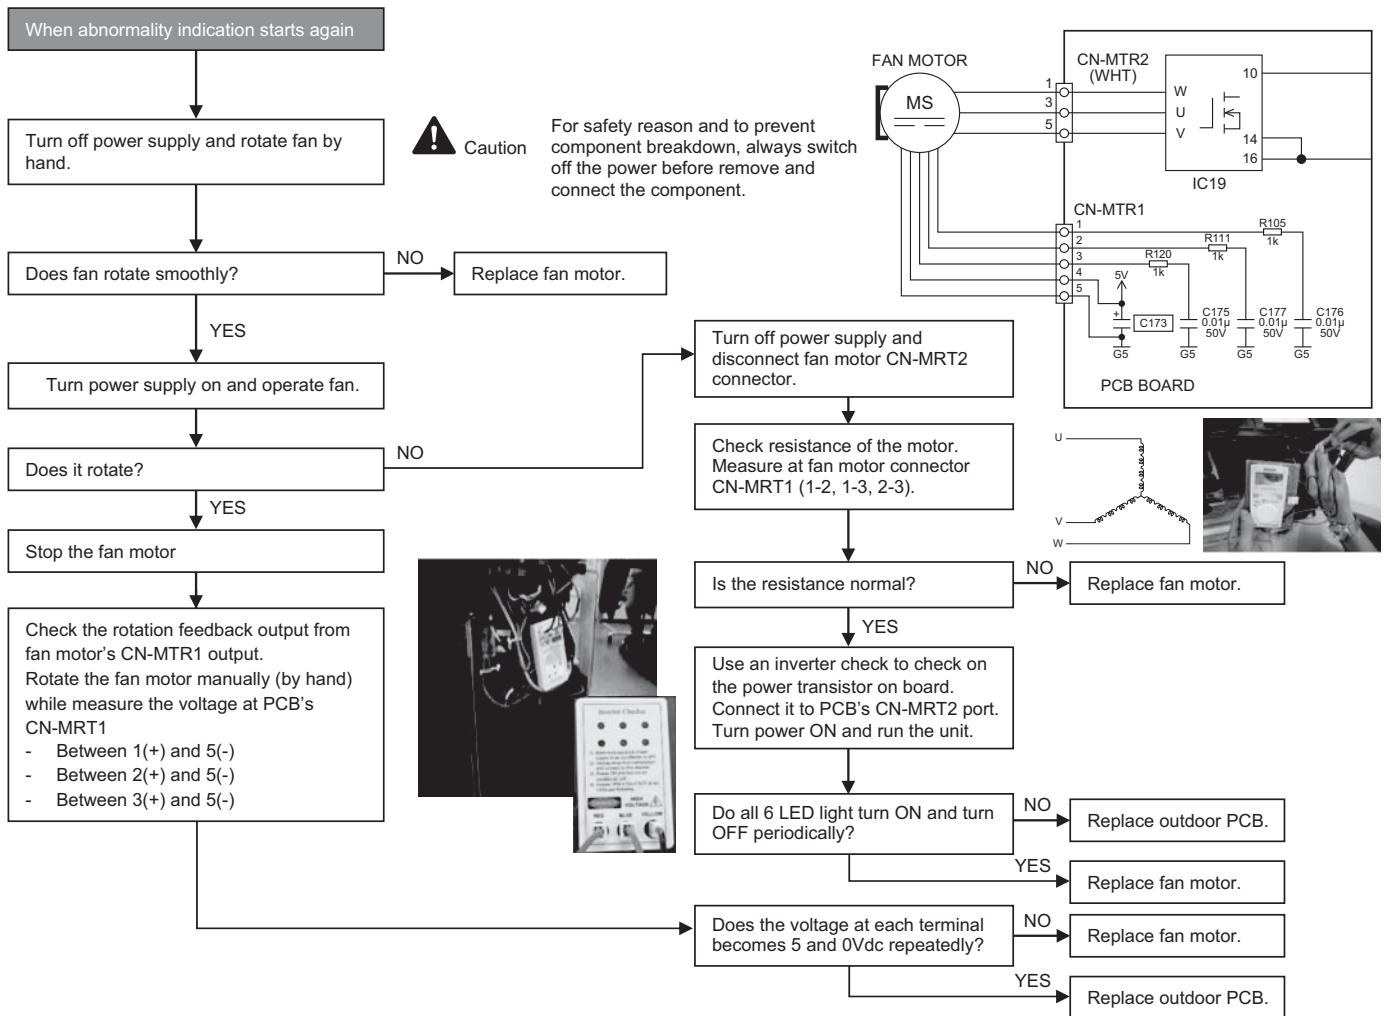 When abnormality indication starts again
Turn off power supply and rotate fan by
hand.
Caution
For safety reason and to prevent
component breakdown, always switch
off the power before remove and
connect the component.
Does fan rotate smoothly?
NO
Replace fan motor.
YES
Turn power supply on and operate fan.
Does it rotate?
NO
YES
Stop the fan motor
Check the rotation feedback output from
fan motor’s CN-MTR1 output.
Rotate the fan motor manually (by hand)
while measure the voltage at PCB’s
CN-MRT1
- Between 1(+) and 5(-)
- Between 2(+) and 5(-)
- Between 3(+) and 5(-)
Turn off power supply and
disconnect fan motor CN-MRT2
connector.
Check resistance of the motor.
Measure at fan motor connector
CN-MRT1 (1-2, 1-3, 2-3).
Is the resistance normal?
NO
Replace fan motor.
YES
Use an inverter check to check on
the power transistor on board.
Connect it to PCB’s CN-MRT2 port.
Turn power ON and run the unit.
Do all 6 LED light turn ON and turn
OFF periodically?
NO
Replace outdoor PCB.
YES
Replace fan motor.
Does the voltage at each terminal
becomes 5 and 0Vdc repeatedly?
NO
Replace fan motor.
YES
Replace outdoor PCB.
FAN MOTOR
MS
CN-MTR2
(WHT)
1
3
5
W
U
V
10
14
16
IC19
CN-MTR1
1
2
3
4
5
R105
1k
R111
1k
R120
1k
5V
+
C173
C175
0.01µ
50V
C177
0.01µ
50V
C176
0.01µ
50V
G5
G5
G5
G5
PCB BOARD
U
V
W
Inverter Checker
HIGH
VOLTAGE
RED
BLUE
YELLOW